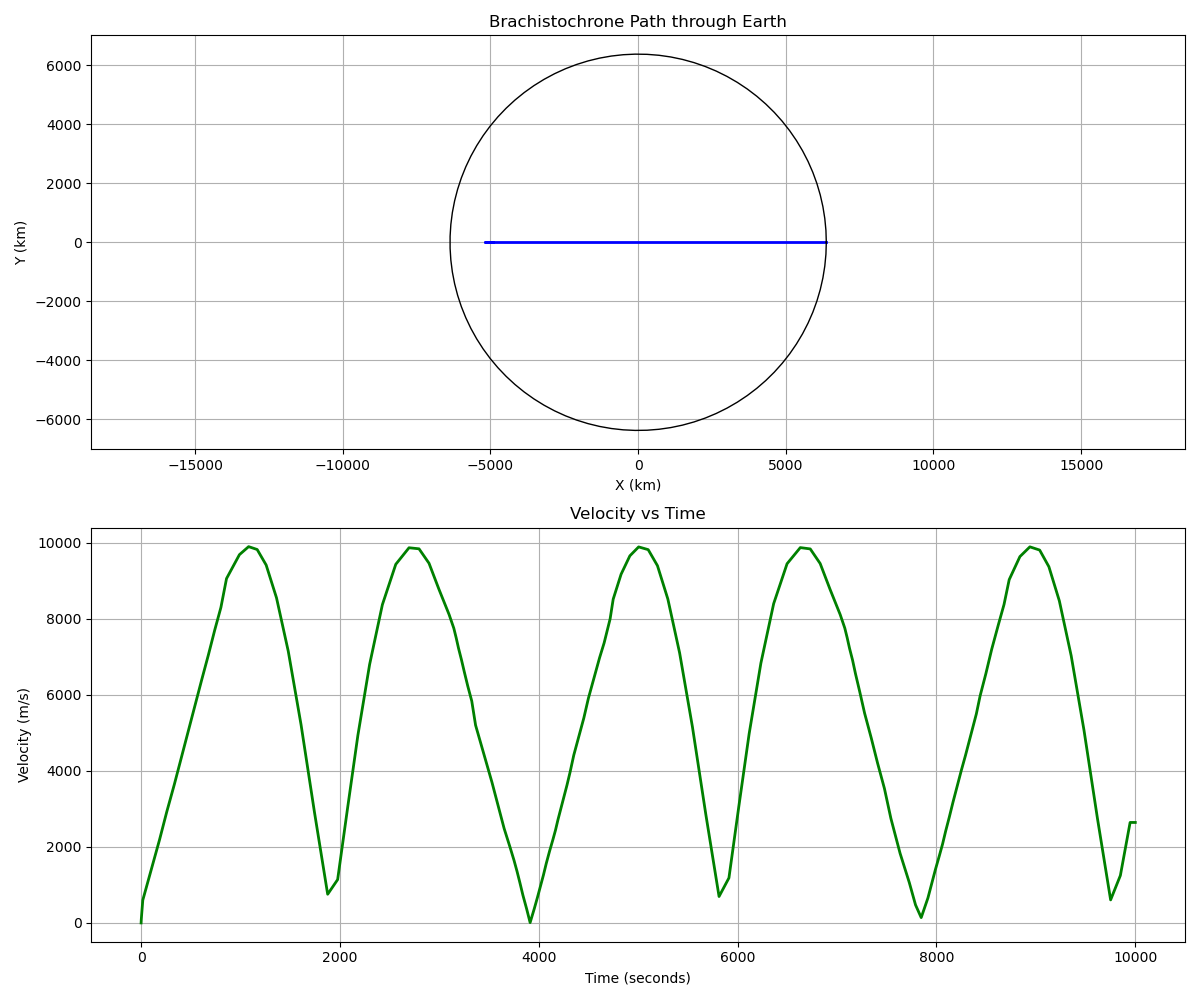 Brachistochrone Path through Earth
6000
4000
2000
0
−2000
−4000
−6000
Y (km)
−15000 −10000 −5000 0 5000 10000 15000
X (km)
Velocity vs Time
10000
8000
6000
4000
2000
0
Velocity (m/s)
0 2000 4000 6000 8000 10000
Time (seconds)